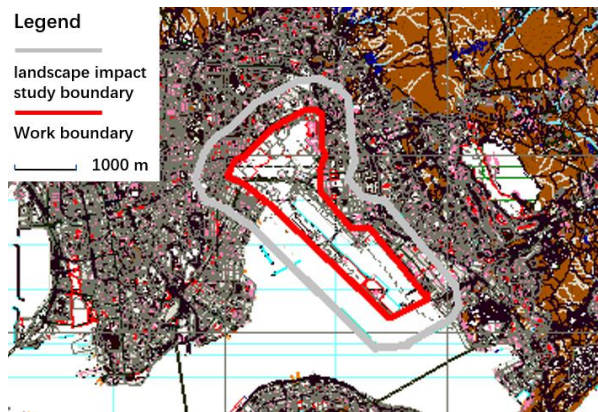 Legend
landscape impact
study boundary
Work boundary
1000 m